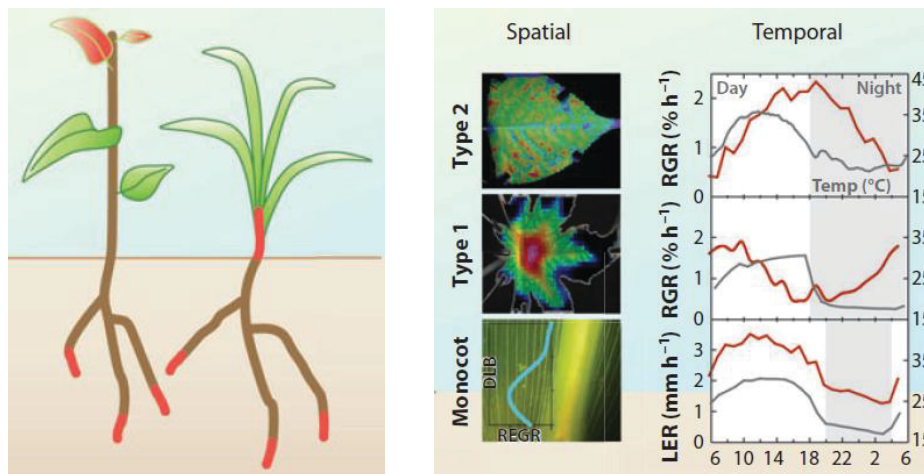 Spatial
Temporal
Type 2
RGR (% h⁻¹)
2
1
0
Day
Night
Temp (°C)
45
35
25
15
Type 1
RGR (% h⁻¹)
2
1
0
35
25
15
Monocot
DLB
REGR
LER (mm h⁻¹)
3
2
1
0
35
25
15
6 10 14 18 22 2 6